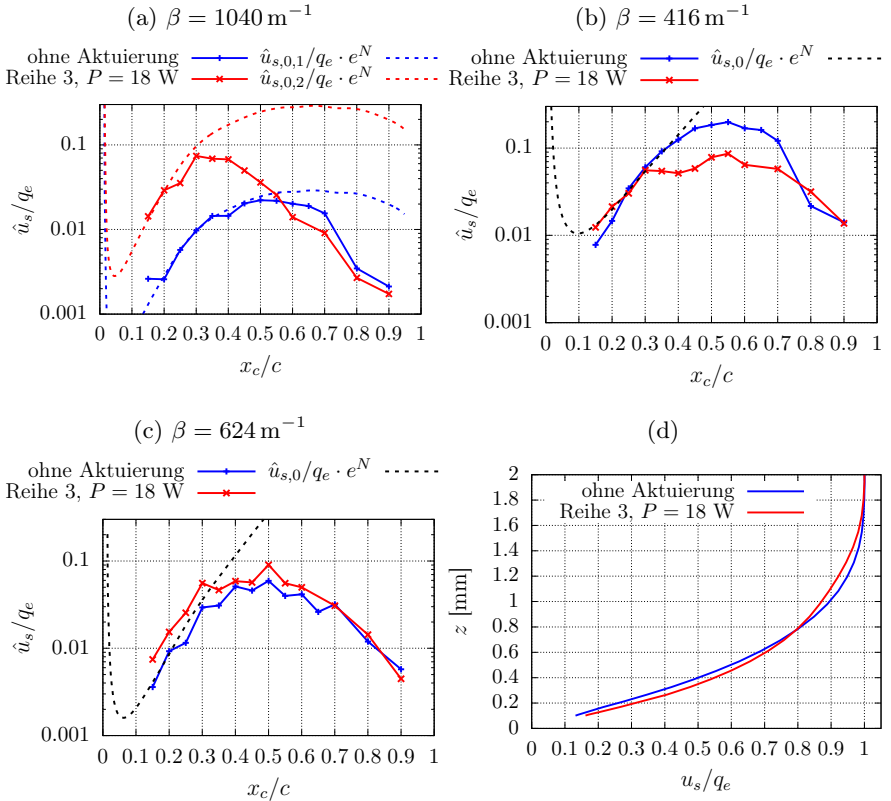 (a) β = 1040 m⁻¹
ohne Aktuierung
Reihe 3, P = 18 W
û_{s,0,1}/q_e · e^N
û_{s,0,2}/q_e · e^N
0.1
0.01
0.001
û_s/q_e
0 0.1 0.2 0.3 0.4 0.5 0.6 0.7 0.8 0.9 1
x_c/c
(b) β = 416 m⁻¹
ohne Aktuierung
Reihe 3, P = 18 W
û_{s,0}/q_e · e^N
0.1
0.01
0.001
û_s/q_e
0 0.1 0.2 0.3 0.4 0.5 0.6 0.7 0.8 0.9 1
x_c/c
(c) β = 624 m⁻¹
ohne Aktuierung
Reihe 3, P = 18 W
û_{s,0}/q_e · e^N
0.1
0.01
0.001
û_s/q_e
0 0.1 0.2 0.3 0.4 0.5 0.6 0.7 0.8 0.9 1
x_c/c
(d)
ohne Aktuierung
Reihe 3, P = 18 W
2
1.8
1.6
1.4
1.2
1
0.8
0.6
0.4
0.2
0
z [mm]
0 0.1 0.2 0.3 0.4 0.5 0.6 0.7 0.8 0.9 1
u_s/q_e